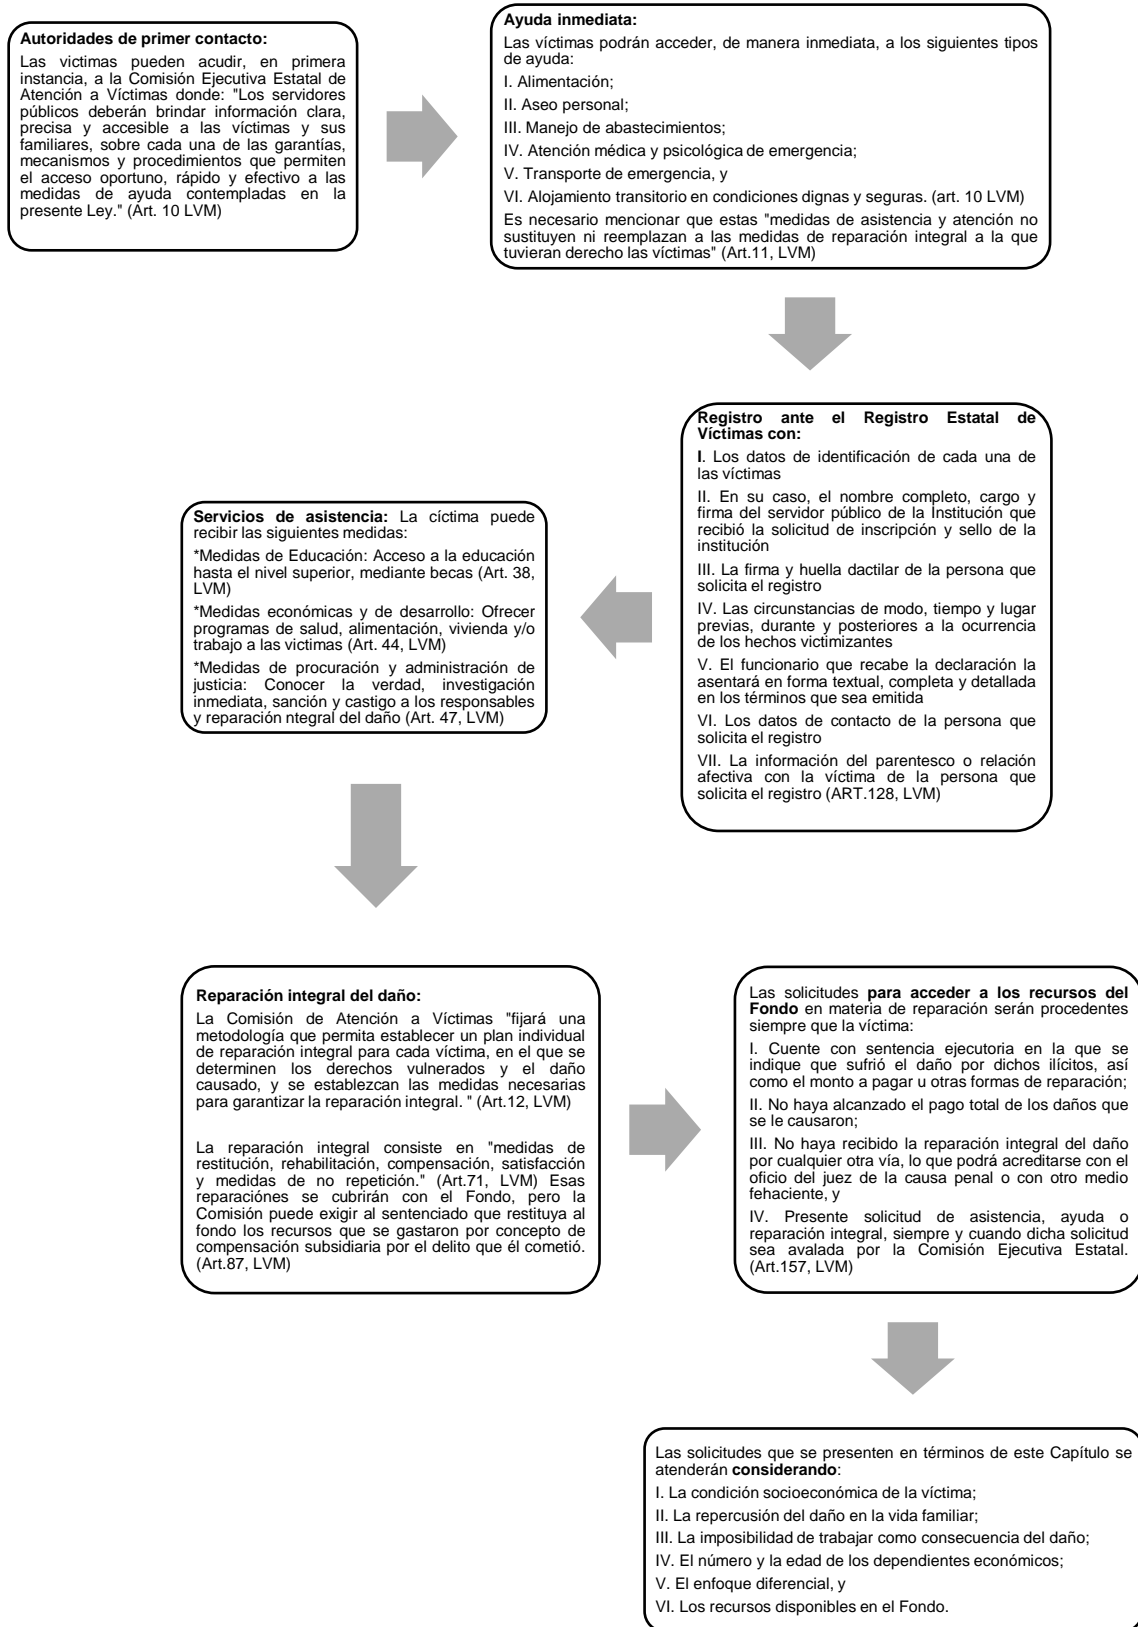 Autoridades de primer contacto:
Las victimas pueden acudir, en primera
instancia, a la Comisión Ejecutiva Estatal de
Atención a Víctimas donde: "Los servidores
públicos deberán brindar información clara,
precisa y accesible a las víctimas y sus
familiares, sobre cada una de las garantías,
mecanismos y procedimientos que permiten
el acceso oportuno, rápido y efectivo a las
medidas de ayuda contempladas en la
presente Ley." (Art. 10 LVM)
Ayuda inmediata:
Las víctimas podrán acceder, de manera inmediata, a los siguientes tipos
de ayuda:
I. Alimentación;
II. Aseo personal;
III. Manejo de abastecimientos;
IV. Atención médica y psicológica de emergencia;
V. Transporte de emergencia, y
VI. Alojamiento transitorio en condiciones dignas y seguras. (art. 10 LVM)
Es necesario mencionar que estas "medidas de asistencia y atención no
sustituyen ni reemplazan a las medidas de reparación integral a la que
tuvieran derecho las víctimas" (Art.11, LVM)
Registro ante el Registro Estatal de
Víctimas con:
I. Los datos de identificación de cada una de
las víctimas
II. En su caso, el nombre completo, cargo y
firma del servidor público de la Institución que
recibió la solicitud de inscripción y sello de la
institución
III. La firma y huella dactilar de la persona que
solicita el registro
IV. Las circunstancias de modo, tiempo y lugar
previas, durante y posteriores a la ocurrencia
de los hechos victimizantes
V. El funcionario que recabe la declaración la
asentará en forma textual, completa y detallada
en los términos que sea emitida
VI. Los datos de contacto de la persona que
solicita el registro
VII. La información del parentesco o relación
afectiva con la víctima de la persona que
solicita el registro (ART.128, LVM)
Servicios de asistencia: La cíctima puede
recibir las siguientes medidas:
*Medidas de Educación: Acceso a la educación
hasta el nivel superior, mediante becas (Art. 38,
LVM)
*Medidas económicas y de desarrollo: Ofrecer
programas de salud, alimentación, vivienda y/o
trabajo a las victimas (Art. 44, LVM)
*Medidas de procuración y administración de
justicia: Conocer la verdad, investigación
inmediata, sanción y castigo a los responsables
y reparación ntegral del daño (Art. 47, LVM)
Reparación integral del daño:
La Comisión de Atención a Víctimas "fijará una
metodología que permita establecer un plan individual
de reparación integral para cada víctima, en el que se
determinen los derechos vulnerados y el daño
causado, y se establezcan las medidas necesarias
para garantizar la reparación integral. " (Art.12, LVM)
La reparación integral consiste en "medidas de
restitución, rehabilitación, compensación, satisfacción
y medidas de no repetición." (Art.71, LVM) Esas
reparaciónes se cubrirán con el Fondo, pero la
Comisión puede exigir al sentenciado que restituya al
fondo los recursos que se gastaron por concepto de
compensación subsidiaria por el delito que él cometió.
(Art.87, LVM)
Las solicitudes para acceder a los recursos del
Fondo en materia de reparación serán procedentes
siempre que la víctima:
I. Cuente con sentencia ejecutoria en la que se
indique que sufrió el daño por dichos ilícitos, así
como el monto a pagar u otras formas de reparación;
II. No haya alcanzado el pago total de los daños que
se le causaron;
III. No haya recibido la reparación integral del daño
por cualquier otra vía, lo que podrá acreditarse con el
oficio del juez de la causa penal o con otro medio
fehaciente, y
IV. Presente solicitud de asistencia, ayuda o
reparación integral, siempre y cuando dicha solicitud
sea avalada por la Comisión Ejecutiva Estatal.
(Art.157, LVM)
Las solicitudes que se presenten en términos de este Capítulo se
atenderán considerando:
I. La condición socioeconómica de la víctima;
II. La repercusión del daño en la vida familiar;
III. La imposibilidad de trabajar como consecuencia del daño;
IV. El número y la edad de los dependientes económicos;
V. El enfoque diferencial, y
VI. Los recursos disponibles en el Fondo.